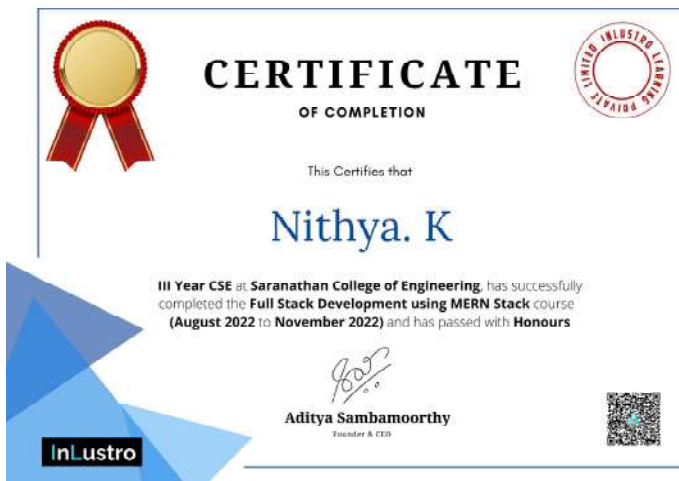 CERTIFICATE
INLUSTRO LEARNING PRIVATE LIMITED
OF COMPLETION
This Certifies that
Nithya. K
III Year CSE at Saranathan College of Engineering, has successfully
completed the Full Stack Development using MERN Stack course
(August 2022 to November 2022) and has passed with Honours
Aditya Sambamoorthy
Founder & CEO
InLustro